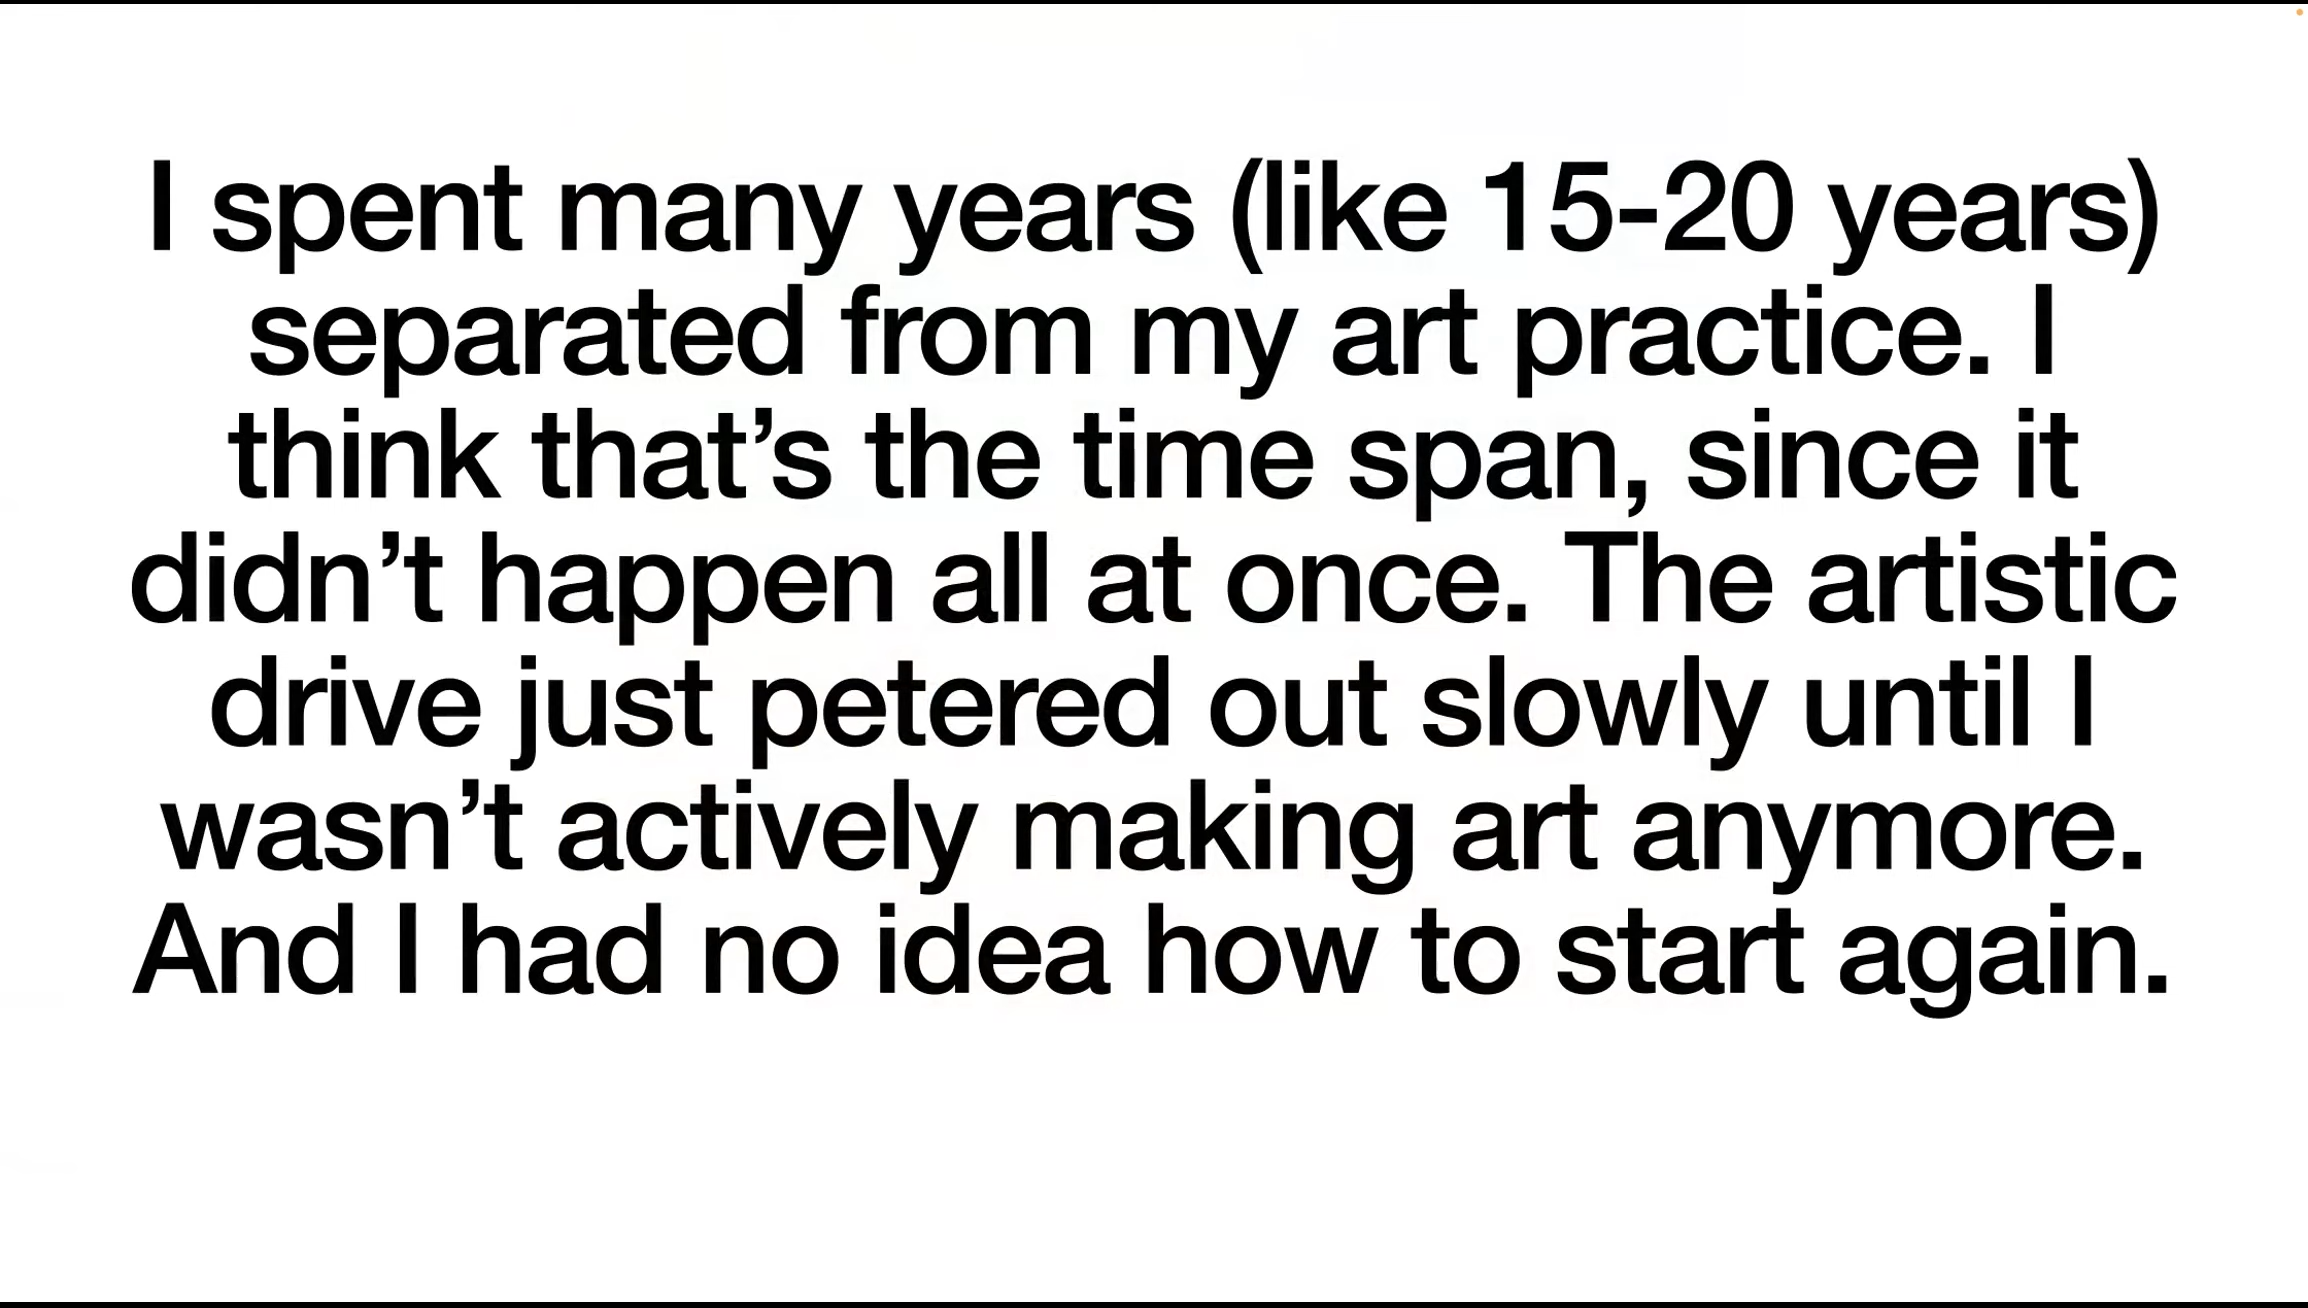 I spent many years (like 15-20 years)
separated from my art practice. I
think that’s the time span, since it
didn’t happen all at once. The artistic
drive just petered out slowly until I
wasn’t actively making art anymore.
And I had no idea how to start again.